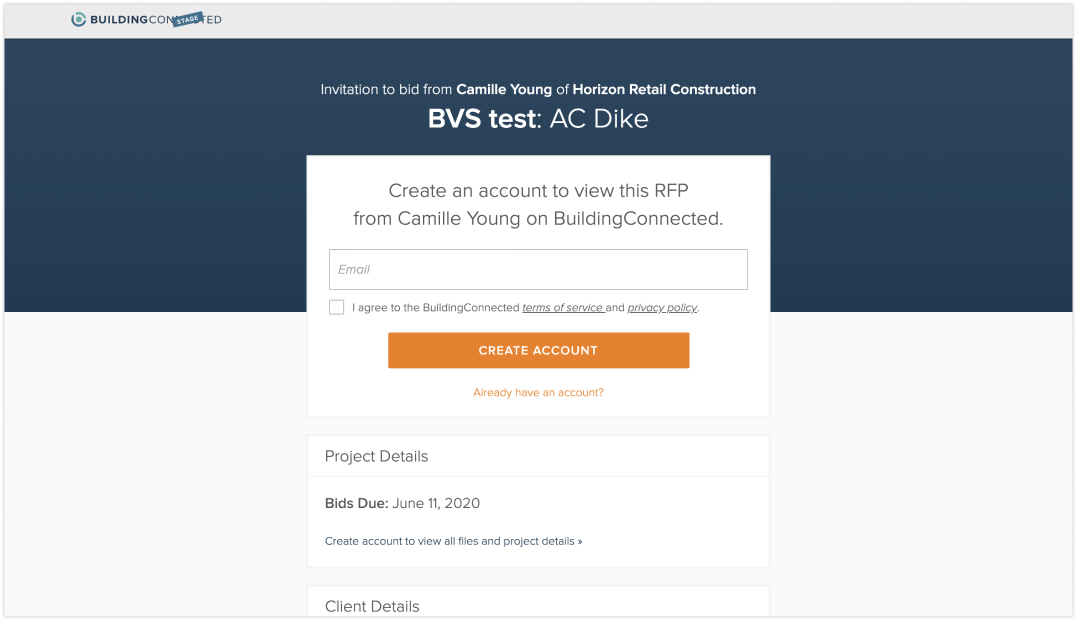 BUILDINGCON STAGE TED
Invitation to bid from Camille Young of Horizon Retail Construction
BVS test: AC Dike
Create an account to view this RFP
from Camille Young on BuildingConnected.
Email
I agree to the BuildingConnected terms of service and privacy policy.
CREATE ACCOUNT
Already have an account?
Project Details
Bids Due: June 11, 2020
Create account to view all files and project details »
Client Details